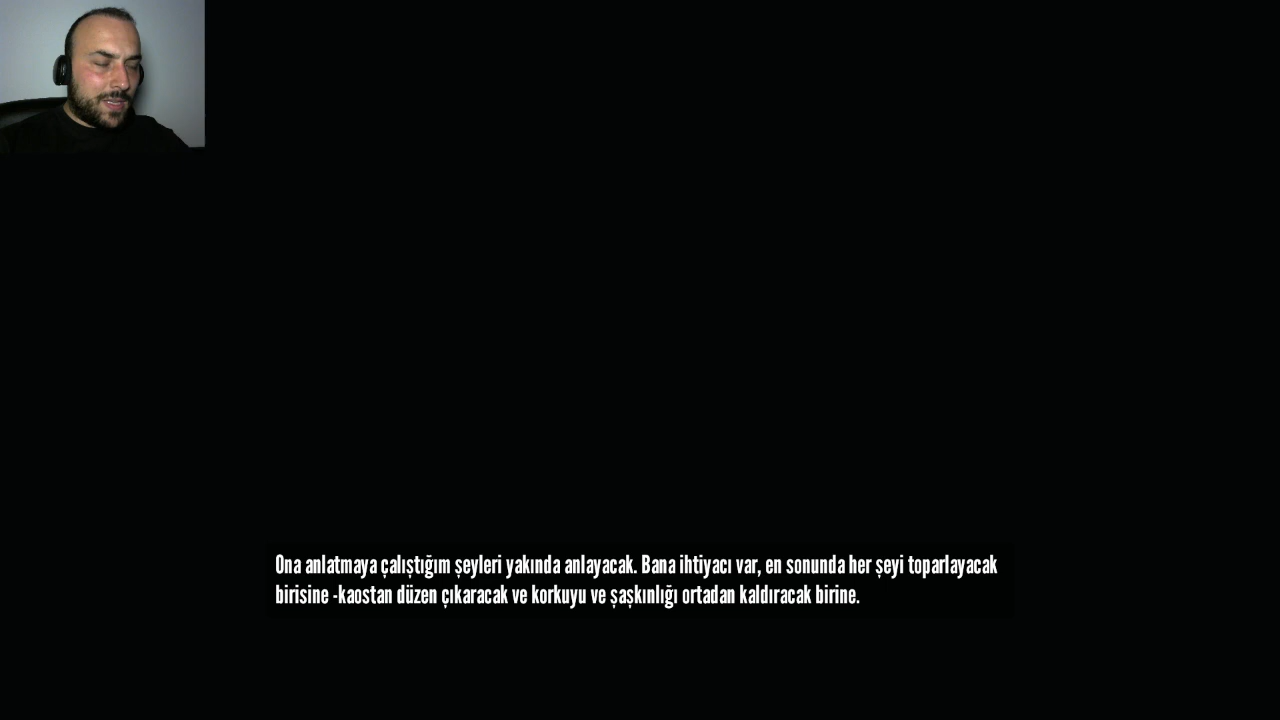 Ona anlatmaya çalıştığım şeyleri yakında anlayacak. Bana ihtiyacı var, en sonunda her şeyi toparlayacak
birisine -kaostan düzen çıkaracak ve korkuyu ve şaşkınlığı ortadan kaldıracak birine.